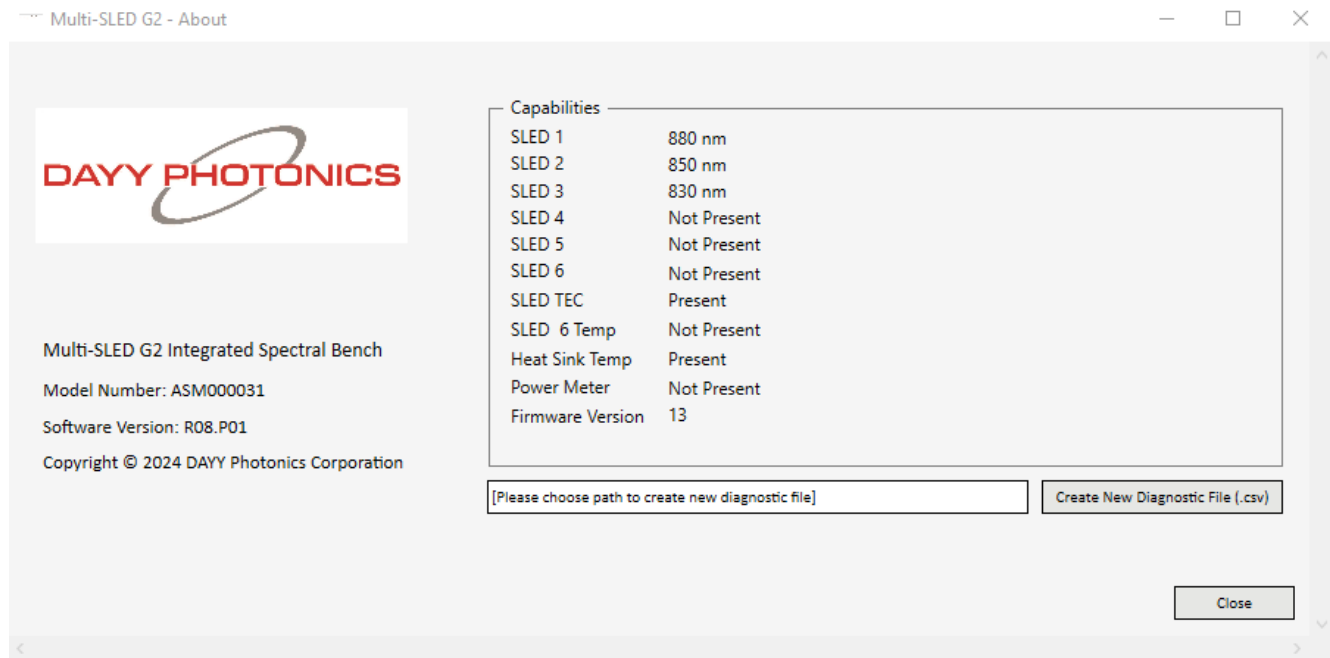 Multi-SLED G2 - About
DAYY PHOTONICS
Multi-SLED G2 Integrated Spectral Bench
Model Number: ASM000031
Software Version: R08.P01
Copyright © 2024 DAYY Photonics Corporation
Capabilities
SLED 1 880 nm
SLED 2 850 nm
SLED 3 830 nm
SLED 4 Not Present
SLED 5 Not Present
SLED 6 Not Present
SLED TEC Present
SLED  6 Temp Not Present
Heat Sink Temp Present
Power Meter Not Present
Firmware Version 13
[Please choose path to create new diagnostic file] Create New Diagnostic File (.csv)
Close